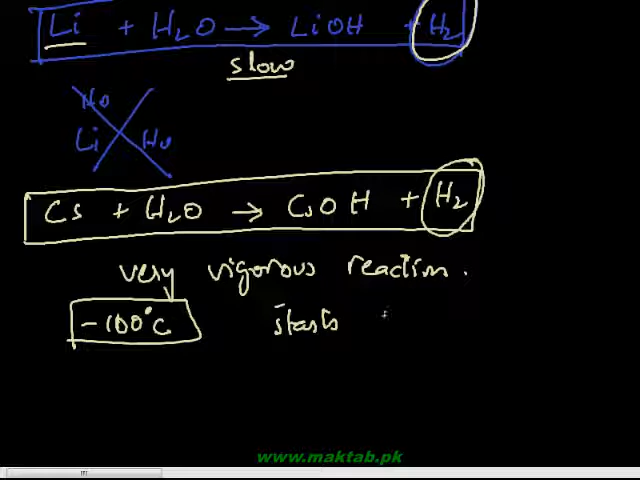 Li + H₂O → LiOH + H₂
slow
H₂O
Li H₂O
Cs + H₂O → CsOH + H₂
very vigorous reaction.
-100°C starts
www.maktab.pk